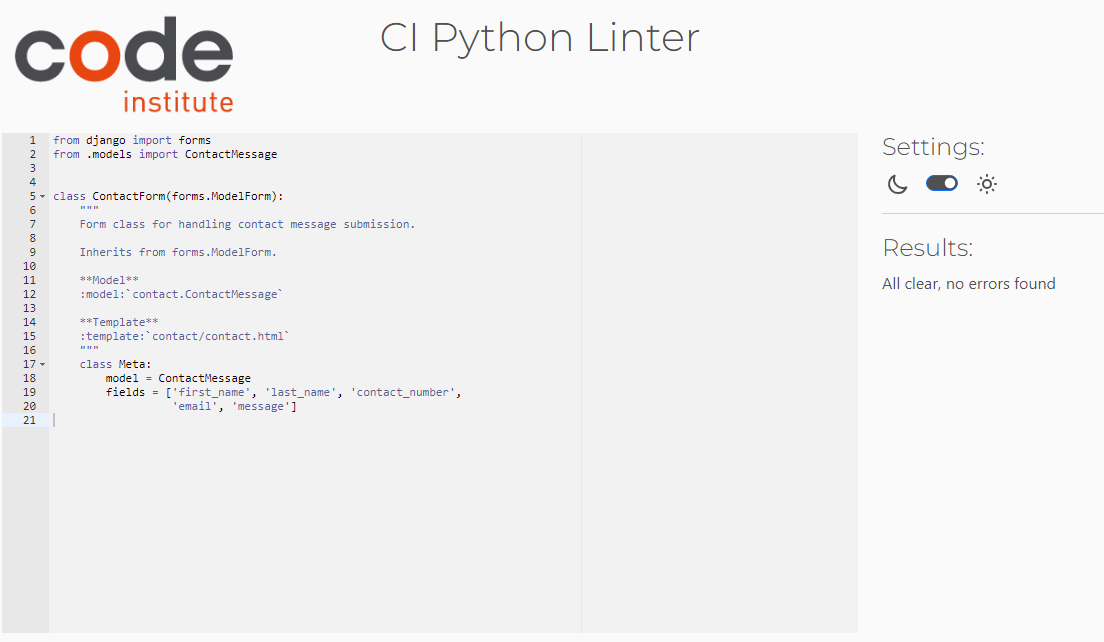 code
institute
CI Python Linter
1 from django import forms
2 from .models import ContactMessage
3
4
5 class ContactForm(forms.ModelForm):
6     """
7     Form class for handling contact message submission.
8
9     Inherits from forms.ModelForm.
10
11     **Model**
12     :model:`contact.ContactMessage`
13
14     **Template**
15     :template:`contact/contact.html`
16     """
17     class Meta:
18         model = ContactMessage
19         fields = ['first_name', 'last_name', 'contact_number',
20                   'email', 'message']
21
Settings:
Results:
All clear, no errors found